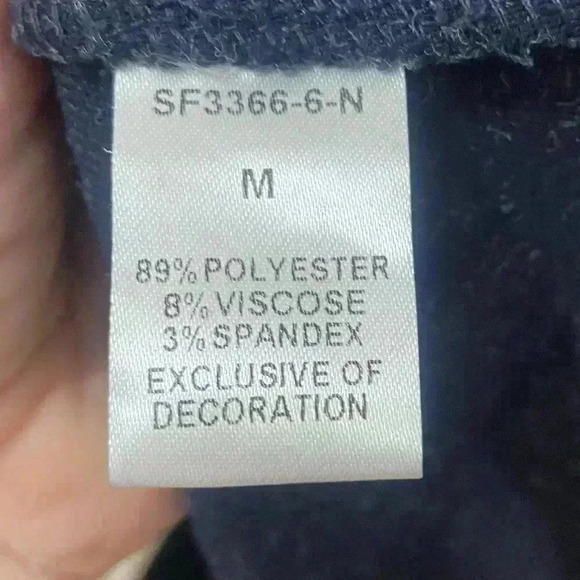 SF3366-6-N
M
89% POLYESTER
8% VISCOSE
3% SPANDEX
EXCLUSIVE OF
DECORATION